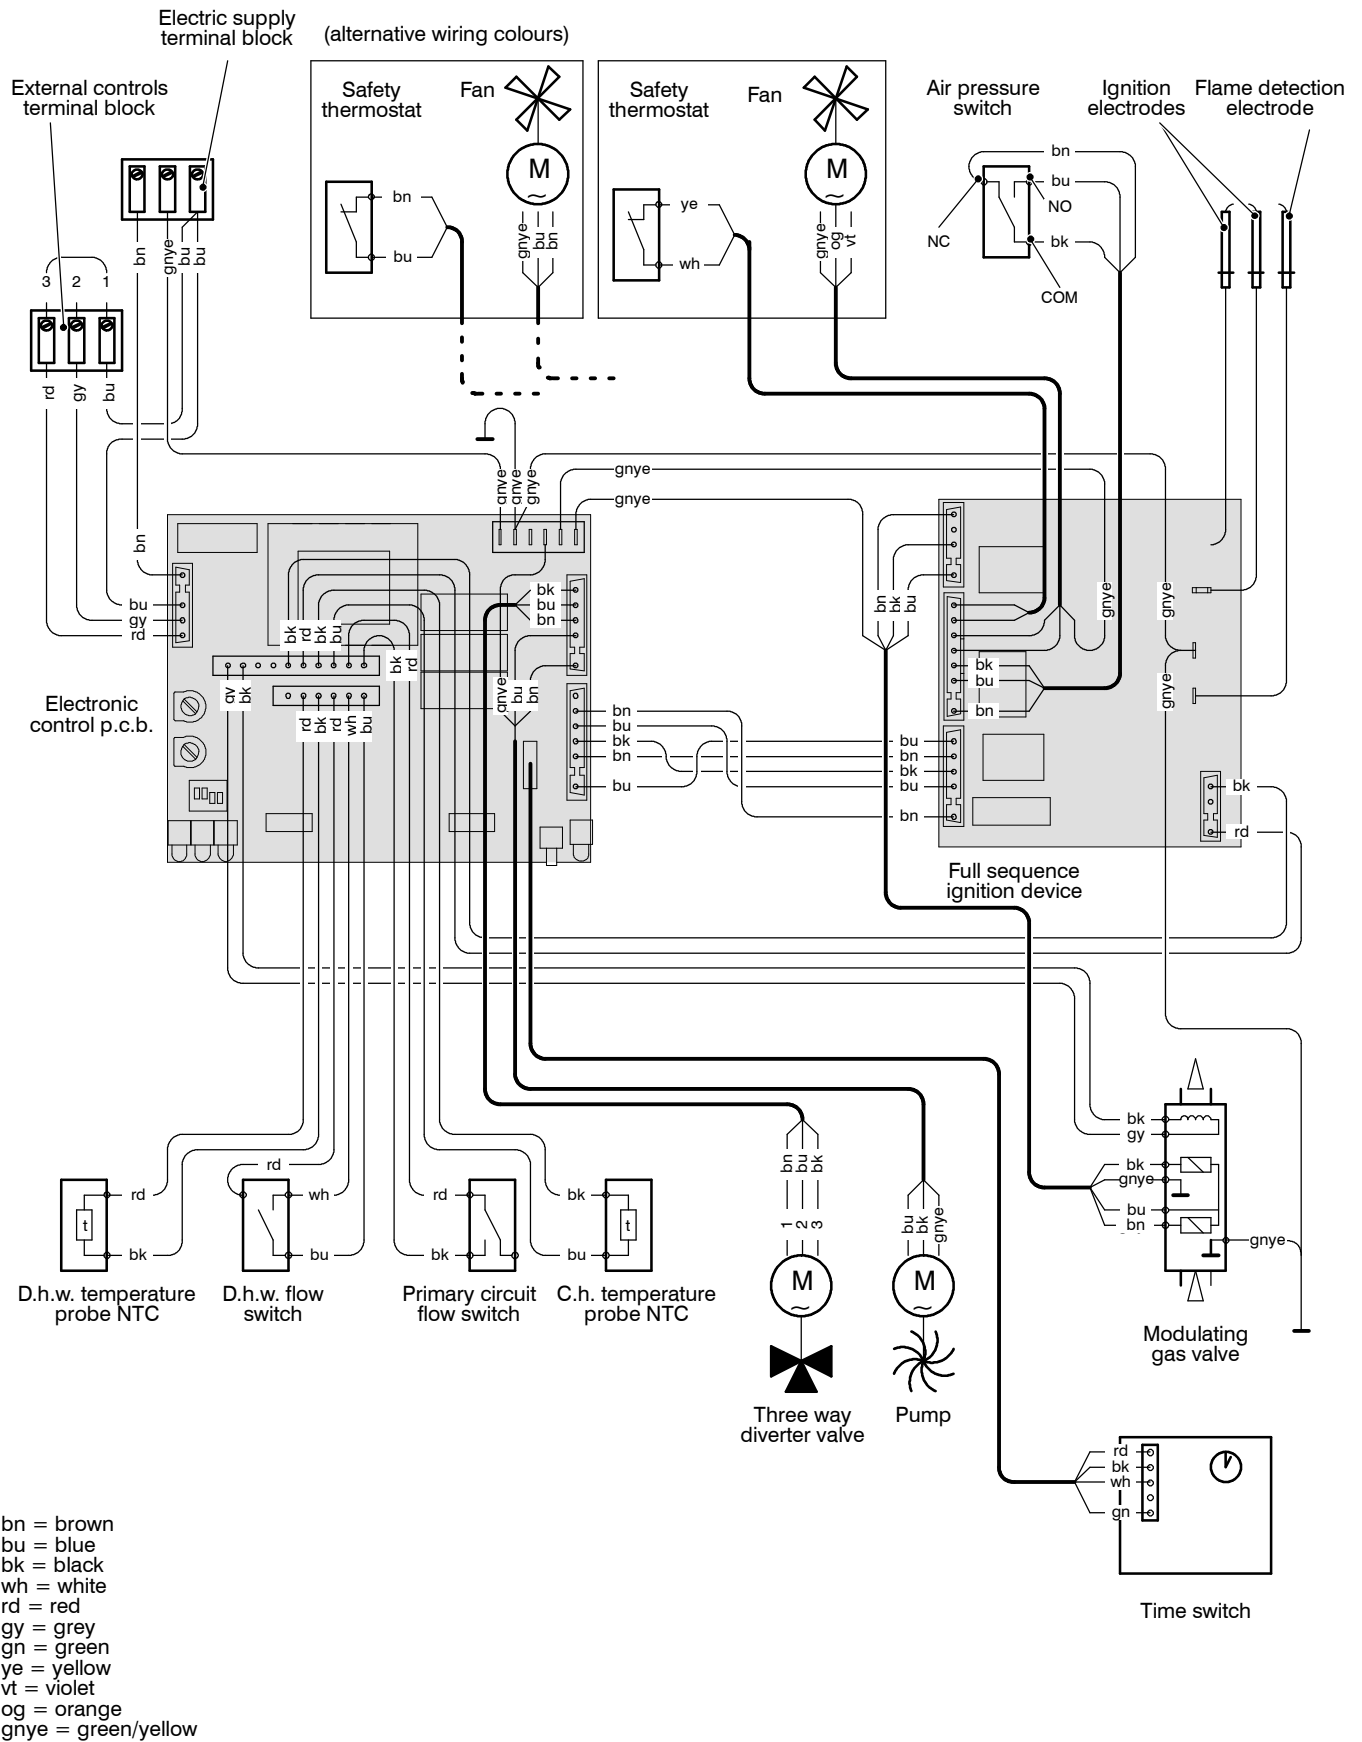 Electric supply
terminal block
(alternative wiring colours)
External controls
terminal block
Safety
thermostat
Fan
M
bn
bu
gnye
bu
bn
Safety
thermostat
Fan
M
ye
wh
gnye
og
vt
Air pressure
switch
bn
bu
NO
bk
NC
COM
Ignition
electrodes
Flame detection
electrode
bn
gnye
bu
bu
3
2
1
rd
gy
bu
gnye
gnye
gnye
gnye
gnye
bn
bu
gy
rd
bk
rd
bk
bu
bk
rd
bk
bu
bn
gy
bk
rd
bk
rd
wh
bu
gnye
bu
bn
Electronic
control p.c.b.
bn
bu
bk
bn
bu
bn
bk
bu
gnye
gnye
gnye
bk
bu
bn
bu
bn
bk
bu
bn
bk
rd
Full sequence
ignition device
rd
bk
t
rd
wh
bu
rd
bk
bk
bu
t
D.h.w. temperature
probe NTC
D.h.w. flow
switch
Primary circuit
flow switch
C.h. temperature
probe NTC
bn
bu
bk
1
2
3
M
Three way
diverter valve
bu
bk
gnye
M
Pump
bk
gy
bk
gnye
bu
bn
gnye
Modulating
gas valve
rd
bk
wh
gn
Time switch
bn = brown
bu = blue
bk = black
wh = white
rd = red
gy = grey
gn = green
ye = yellow
vt = violet
og = orange
gnye = green/yellow